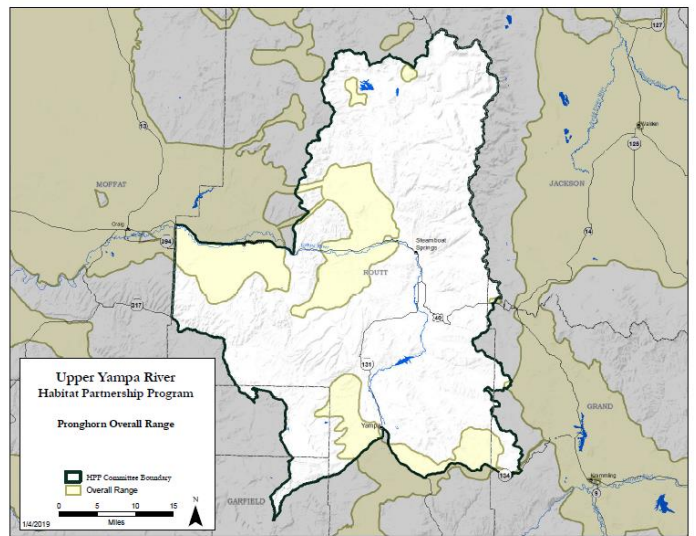 127
13
Walden
125
MOFFAT
JACKSON
Craig
14
394
Steamboat
Springs
ROUTT
317
40
131
Upper Yampa River
Habitat Partnership Program
Pronghorn Overall Range
GRAND
Yampa
HPP Committee Boundary
Overall Range
134
Kremmling
9
0 5 10 15
Miles
N
GARFIELD
1/4/2019